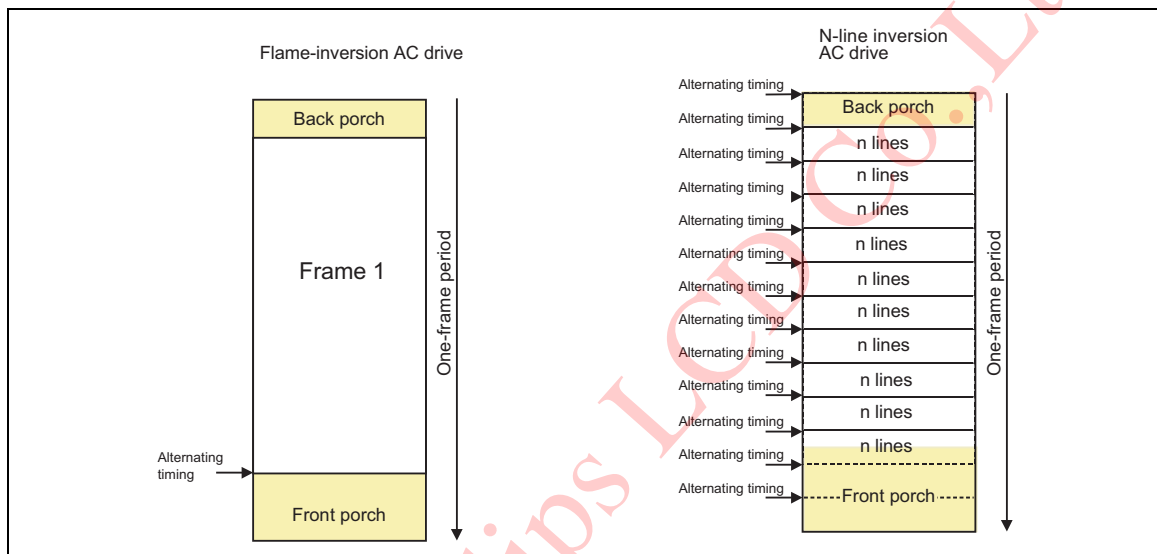 Flame-inversion AC drive
Back porch
Frame 1
Alternating
timing
Front porch
One-frame period
N-line inversion
AC drive
Alternating timing
Back porch
Alternating timing
n lines
Alternating timing
n lines
Alternating timing
n lines
Alternating timing
n lines
Alternating timing
n lines
Alternating timing
n lines
Alternating timing
n lines
Alternating timing
n lines
Alternating timing
n lines
Alternating timing
n lines
Alternating timing
Alternating timing
Front porch
One-frame period
LCD Co.,